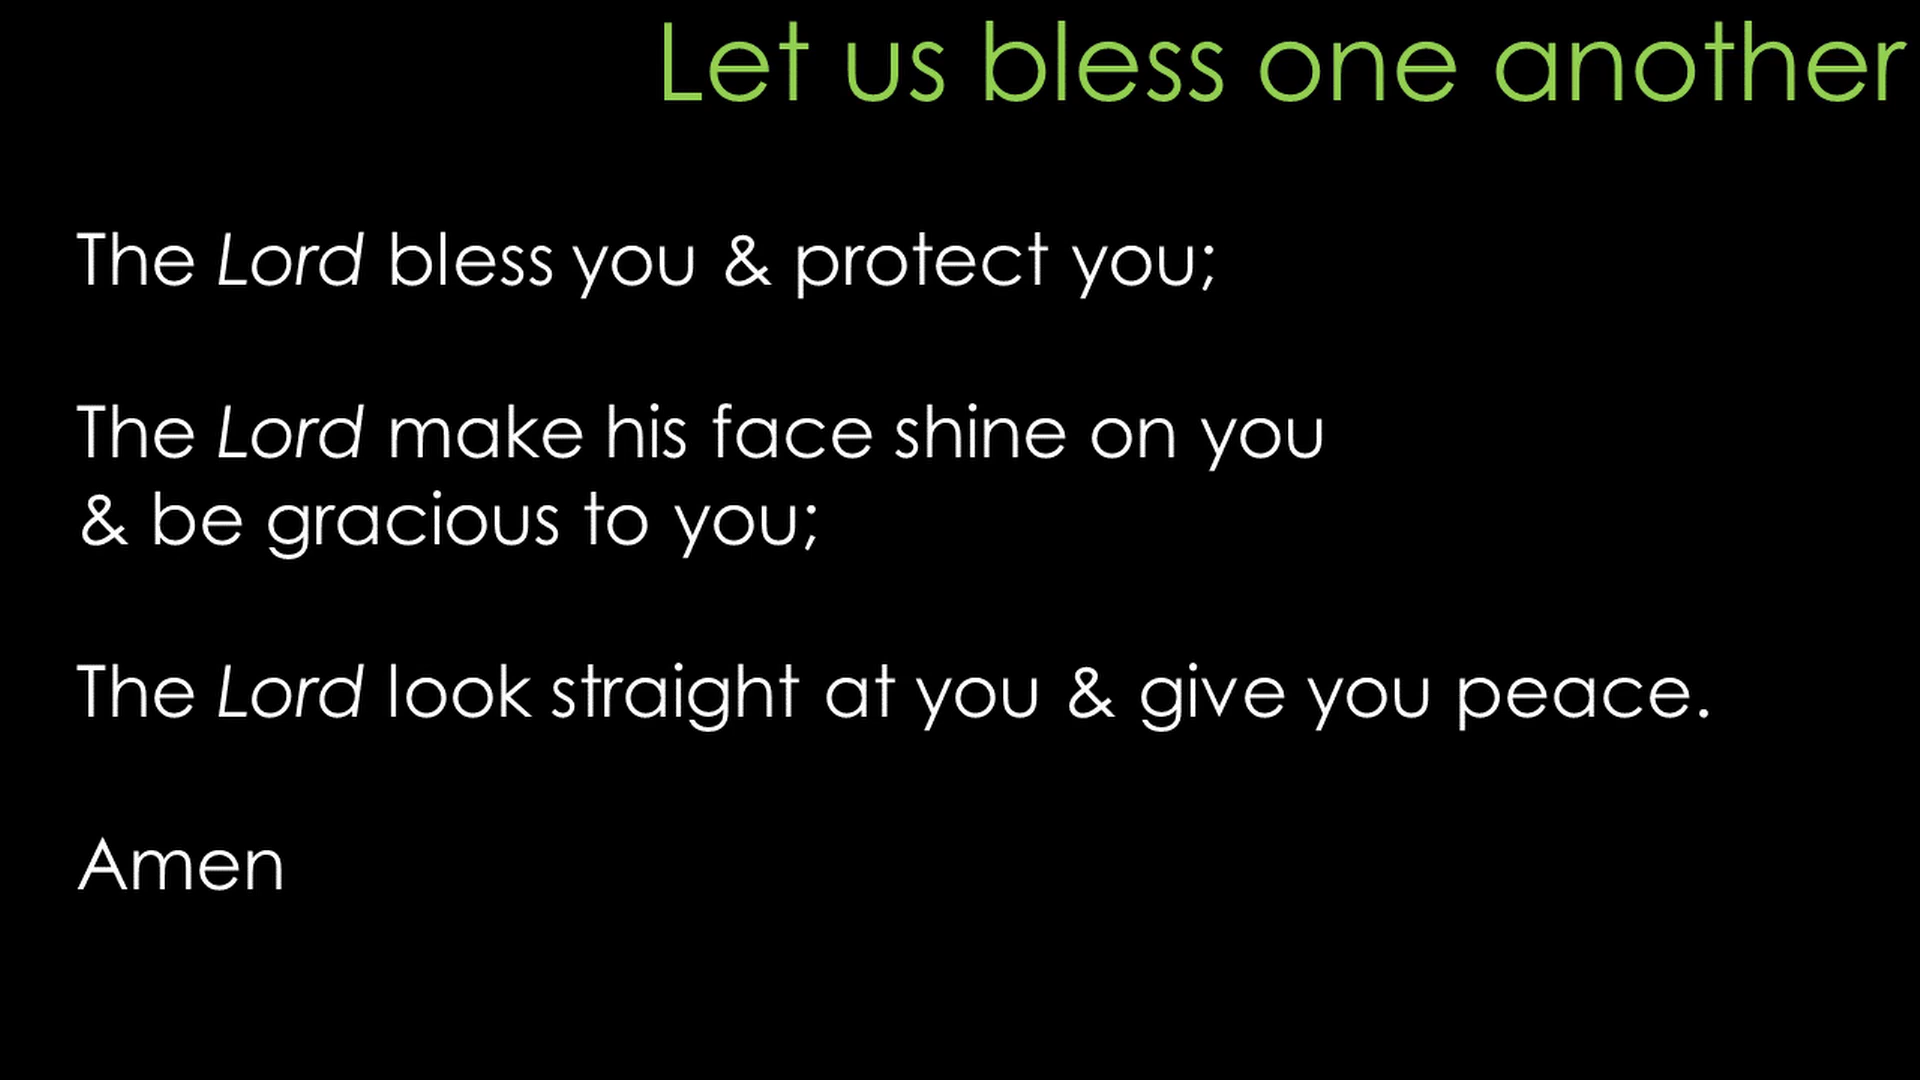 Let us bless one another
The Lord bless you & protect you;
The Lord make his face shine on you
& be gracious to you;
The Lord look straight at you & give you peace.
Amen